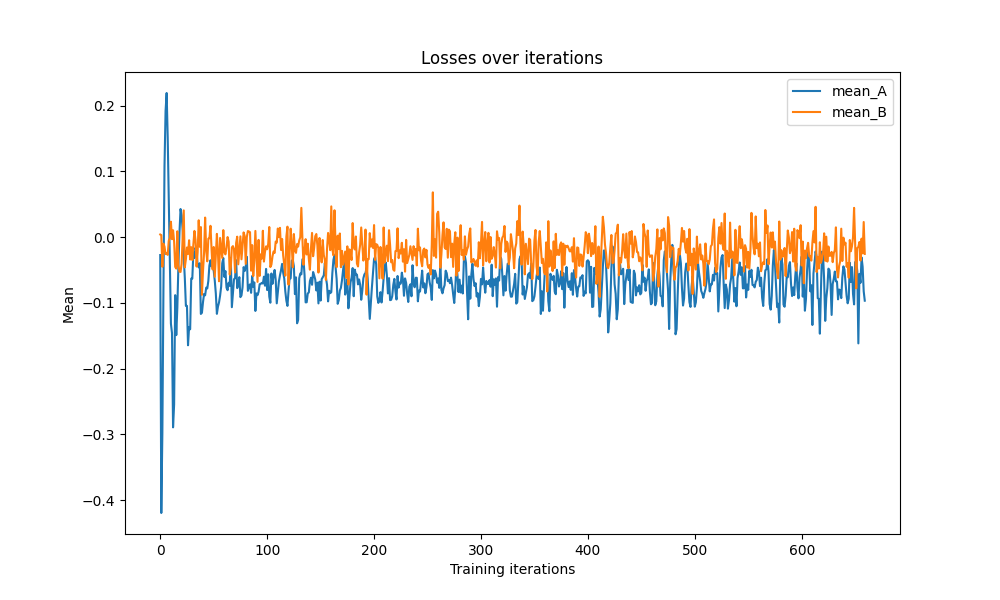 Losses over iterations
mean_A
mean_B
Mean
0.2
0.1
0.0
−0.1
−0.2
−0.3
−0.4
0 100 200 300 400 500 600
Training iterations